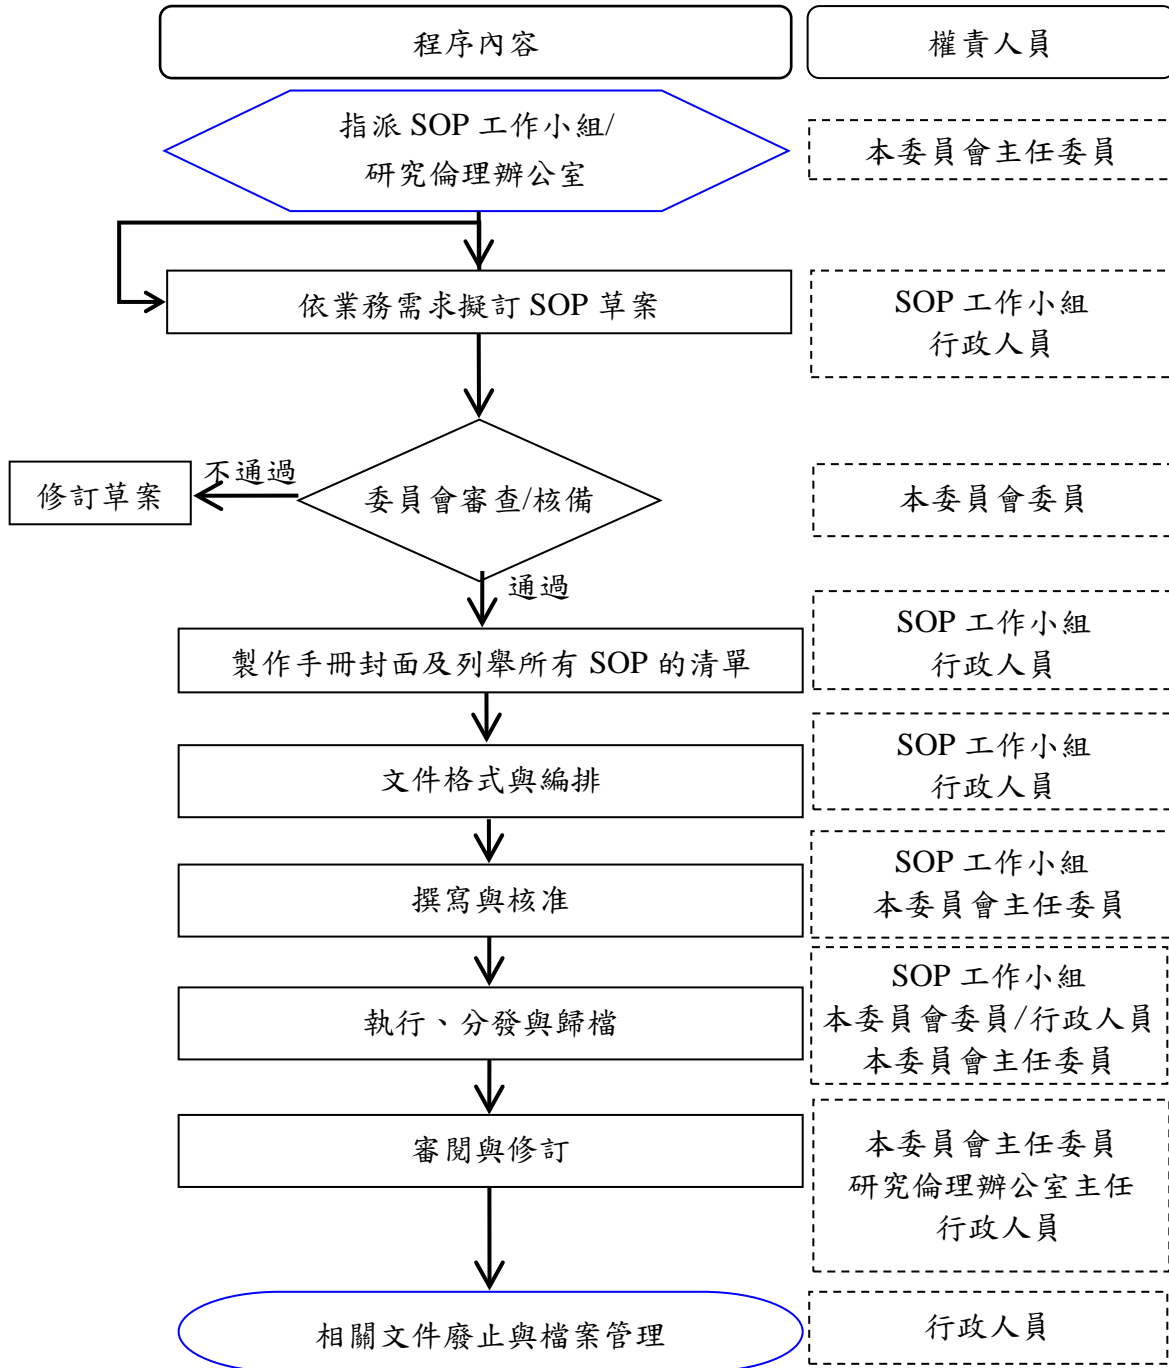 程序內容
權責人員
指派 SOP 工作小組/
研究倫理辦公室
本委員會主任委員
依業務需求擬訂 SOP 草案
SOP 工作小組
行政人員
修訂草案
不通過
委員會審查/核備
本委員會委員
通過
製作手冊封面及列舉所有 SOP 的清單
SOP 工作小組
行政人員
文件格式與編排
SOP 工作小組
行政人員
撰寫與核准
SOP 工作小組
本委員會主任委員
執行、分發與歸檔
SOP 工作小組
本委員會委員/行政人員
本委員會主任委員
審閱與修訂
本委員會主任委員
研究倫理辦公室主任
行政人員
相關文件廢止與檔案管理
行政人員